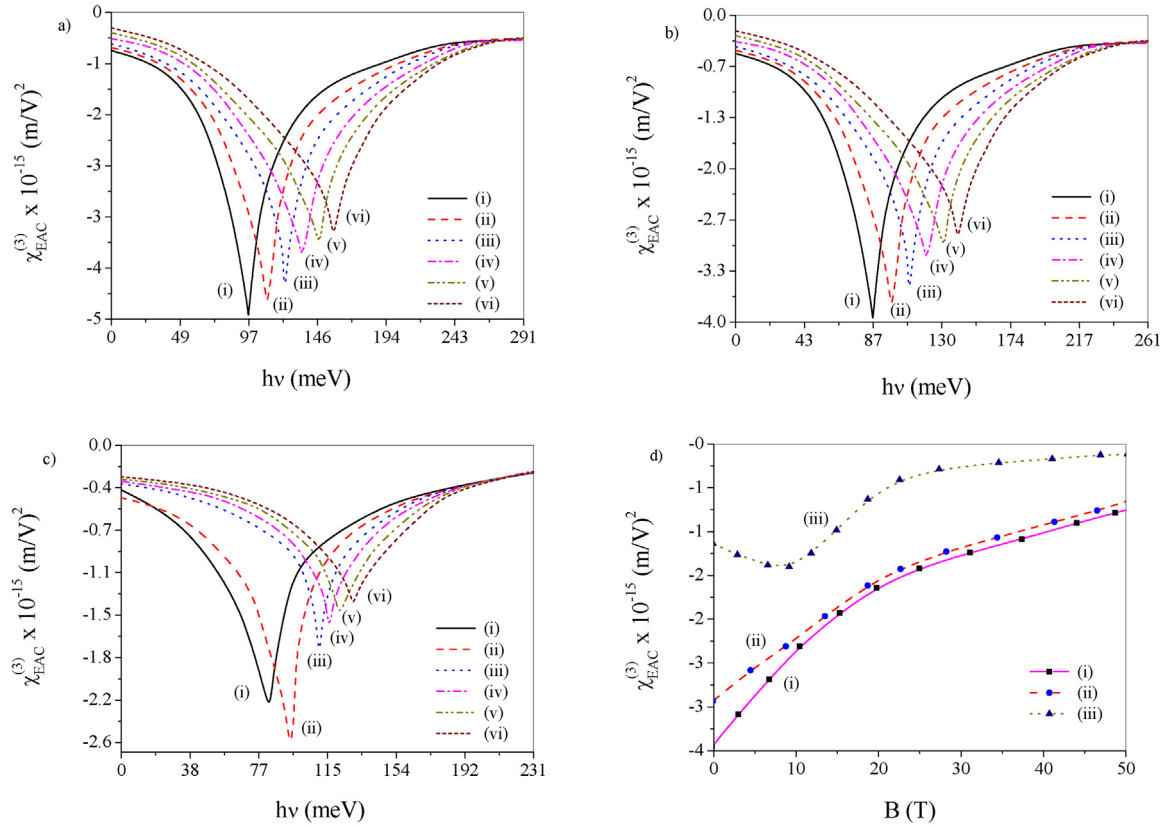 a)
0
-1
-2
-3
-3
-4
-5
0 49 97 146 194 243 291
hν (meV)
χ(3)EAC x 10-15 (m/V)2
(i)
(ii)
(iii)
(iv)
(v)
(vi)
(i)
(ii)
(iii)
(iv)
(v)
(vi)
b)
0.0
-0.7
-1.3
-2.0
-2.7
-3.3
-4.0
0 43 87 130 174 217 261
hν (meV)
χ(3)EAC x 10-15 (m/V)2
(i)
(ii)
(iii)
(iv)
(v)
(vi)
(i)
(ii)
(iii)
(iv)
(v)
(vi)
c)
0.0
-0.4
-0.7
-1.1
-1.5
-1.8
-2.2
-2.6
0 38 77 115 154 192 231
hν (meV)
χ(3)EAC x 10-15 (m/V)2
(i)
(ii)
(iii)
(iv)
(v)
(vi)
(i)
(ii)
(iii)
(iv)
(v)
(vi)
d)
-0
-1
-1
-2
-2
-3
-3
-4
0 10 20 30 40 50
B (T)
χ(3)EAC x 10-15 (m/V)2
(iii)
(ii)
(i)
(i)
(ii)
(iii)